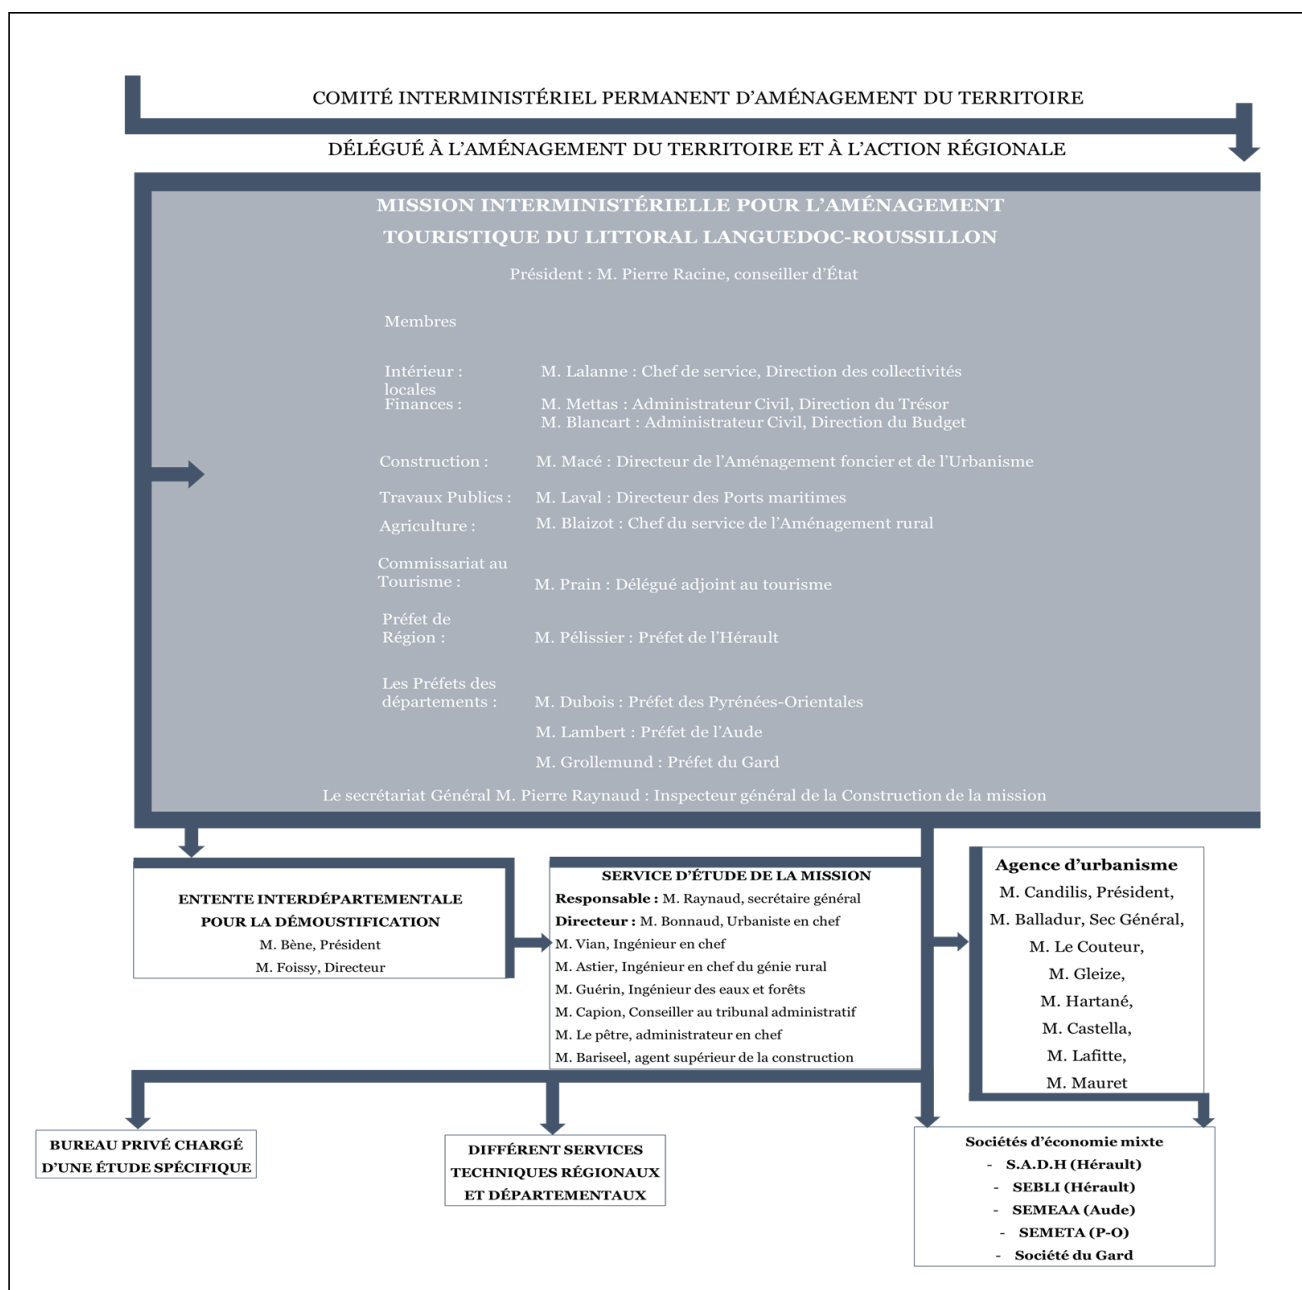 COMITÉ INTERMINISTÉRIEL PERMANENT D’AMÉNAGEMENT DU TERRITOIRE
DÉLÉGUÉ À L’AMÉNAGEMENT DU TERRITOIRE ET À L’ACTION RÉGIONALE
MISSION INTERMINISTÉRIELLE POUR L’AMÉNAGEMENT
TOURISTIQUE DU LITTORAL LANGUEDOC-ROUSSILLON
Président : M. Pierre Racine, conseiller d’État
Membres
Intérieur : M. Lalanne : Chef de service, Direction des collectivités
locales
Finances : M. Mettas : Administrateur Civil, Direction du Trésor
M. Blancart : Administrateur Civil, Direction du Budget
Construction : M. Macé : Directeur de l’Aménagement foncier et de l’Urbanisme
Travaux Publics : M. Laval : Directeur des Ports maritimes
Agriculture : M. Blaizot : Chef du service de l’Aménagement rural
Commissariat au
Tourisme : M. Prain : Délégué adjoint au tourisme
Préfet de
Région : M. Pélissier : Préfet de l’Hérault
Les Préfets des
départements : M. Dubois : Préfet des Pyrénées-Orientales
M. Lambert : Préfet de l’Aude
M. Grollemund : Préfet du Gard
Le secrétariat Général M. Pierre Raynaud : Inspecteur général de la Construction de la mission
ENTENTE INTERDÉPARTEMENTALE
POUR LA DÉMOUSTIFICATION
M. Bène, Président
M. Foissy, Directeur
SERVICE D’ÉTUDE DE LA MISSION
Responsable : M. Raynaud, secrétaire général
Directeur : M. Bonnaud, Urbaniste en chef
M. Vian, Ingénieur en chef
M. Astier, Ingénieur en chef du génie rural
M. Guérin, Ingénieur des eaux et forêts
M. Capion, Conseiller au tribunal administratif
M. Le pêtre, administrateur en chef
M. Bariseel, agent supérieur de la construction
Agence d’urbanisme
M. Candilis, Président,
M. Balladur, Sec Général,
M. Le Couteur,
M. Gleize,
M. Hartané,
M. Castella,
M. Lafitte,
M. Mauret
BUREAU PRIVÉ CHARGÉ
D’UNE ÉTUDE SPÉCIFIQUE
DIFFÉRENT SERVICES
TECHNIQUES RÉGIONAUX
ET DÉPARTEMENTAUX
Sociétés d’économie mixte
- S.A.D.H (Hérault)
- SEBLI (Hérault)
- SEMEAA (Aude)
- SEMETA (P-O)
- Société du Gard